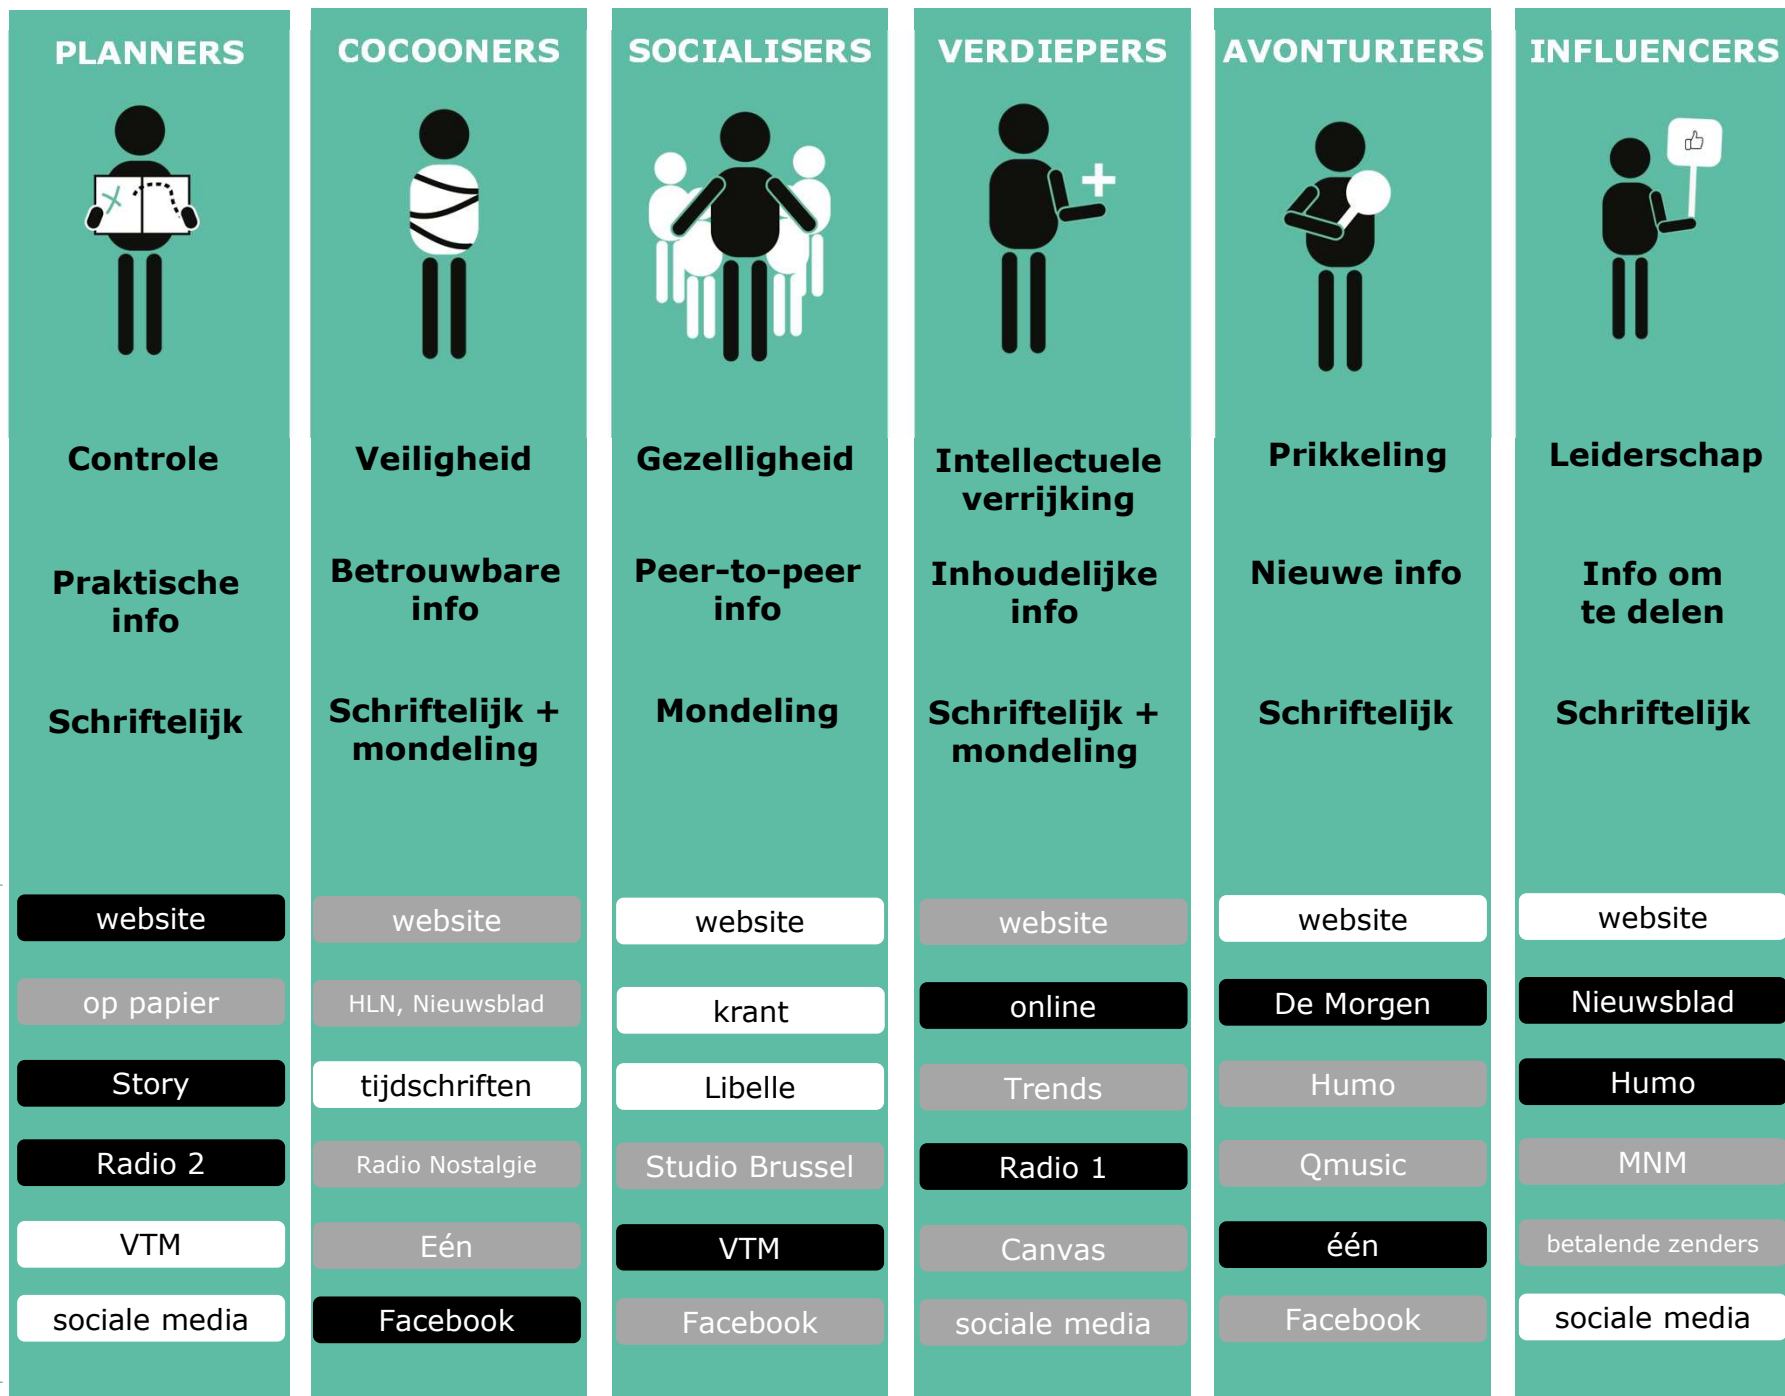 PLANNERS
Controle
Praktische
info
Schriftelijk
website
op papier
Story
Radio 2
VTM
sociale media
COCOONERS
Veiligheid
Betrouwbare
info
Schriftelijk +
mondeling
website
HLN, Nieuwsblad
tijdschriften
Radio Nostalgie
Eén
Facebook
SOCIALISERS
Gezelligheid
Peer-to-peer
info
Mondeling
website
krant
Libelle
Studio Brussel
VTM
Facebook
VERDIEPERS
Intellectuele
verrijking
Inhoudelijke
info
Schriftelijk +
mondeling
website
online
Trends
Radio 1
Canvas
sociale media
AVONTURIERS
Prikkeling
Nieuwe info
Schriftelijk
website
De Morgen
Humo
Qmusic
één
Facebook
INFLUENCERS
Leiderschap
Info om
te delen
Schriftelijk
website
Nieuwsblad
Humo
MNM
betalende zenders
sociale media